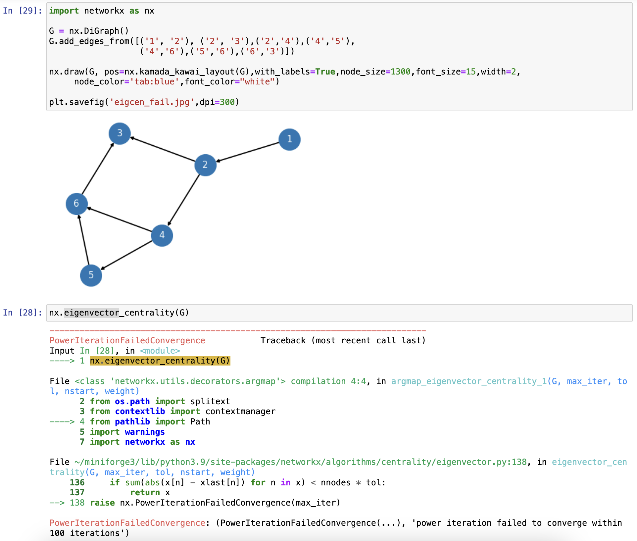 In [29]: import networkx as nx
G = nx.DiGraph()
G.add_edges_from([('1', '2'), ('2', '3'),('2','4'),('4','5'),
('4','6'),('5','6'),('6','3')])
nx.draw(G, pos=nx.kamada_kawai_layout(G),with_labels=True,node_size=1300,font_size=15,width=2,
node_color='tab:blue',font_color="white")
plt.savefig('eigcen_fail.jpg',dpi=300)
3
1
2
6
4
5
In [28]: nx.eigenvector_centrality(G)
---------------------------------------------------------------------------
PowerIterationFailedConvergence Traceback (most recent call last)
Input In [28], in <module>
----> 1 nx.eigenvector_centrality(G)
File <class 'networkx.utils.decorators.argmap'> compilation 4:4, in argmap_eigenvector_centrality_1(G, max_iter, to
l, nstart, weight)
2 from os.path import splitext
3 from contextlib import contextmanager
----> 4 from pathlib import Path
5 import warnings
7 import networkx as nx
File ~/miniforge3/lib/python3.9/site-packages/networkx/algorithms/centrality/eigenvector.py:138, in eigenvector_cen
trality(G, max_iter, tol, nstart, weight)
136 if sum(abs(x[n] - xlast[n]) for n in x) < nnodes * tol:
137 return x
--> 138 raise nx.PowerIterationFailedConvergence(max_iter)
PowerIterationFailedConvergence: (PowerIterationFailedConvergence(...), 'power iteration failed to converge within
100 iterations')